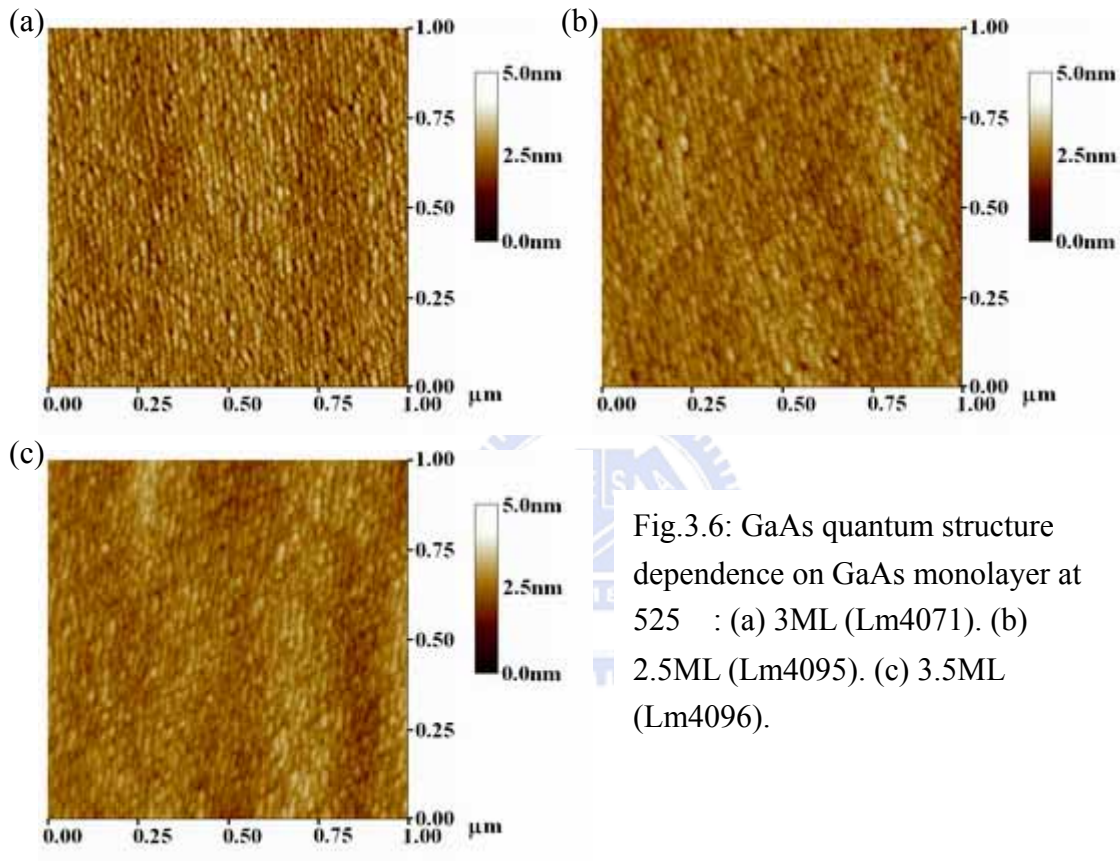 (a)
1.00
0.75
0.50
0.25
0.00
0.00 0.25 0.50 0.75 1.00 μm
5.0nm
2.5nm
0.0nm
(b)
1.00
0.75
0.50
0.25
0.00
0.00 0.25 0.50 0.75 1.00 μm
5.0nm
2.5nm
0.0nm
(c)
1.00
0.75
0.50
0.25
0.00
0.00 0.25 0.50 0.75 1.00 μm
5.0nm
2.5nm
0.0nm
Fig.3.6: GaAs quantum structure
dependence on GaAs monolayer at
525 : (a) 3ML (Lm4071). (b)
2.5ML (Lm4095). (c) 3.5ML
(Lm4096).